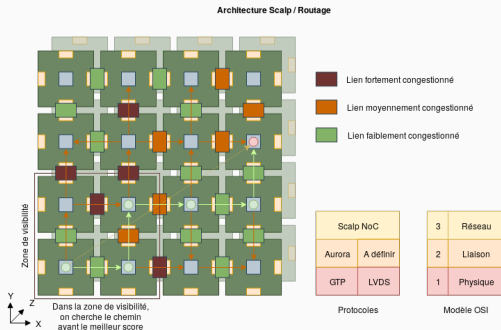 Architecture Scalp / Routage
Lien fortement congestionné
Lien moyennement congestionné
Lien faiblement congestionné
Zone de visibilité
Dans la zone de visibilité,
on cherche le chemin
ayant le meilleur score
Y
Z
X
Scalp NoC
Aurora
A définir
GTP
LVDS
Protocoles
3 Réseau
2 Liaison
1 Physique
Modèle OSI